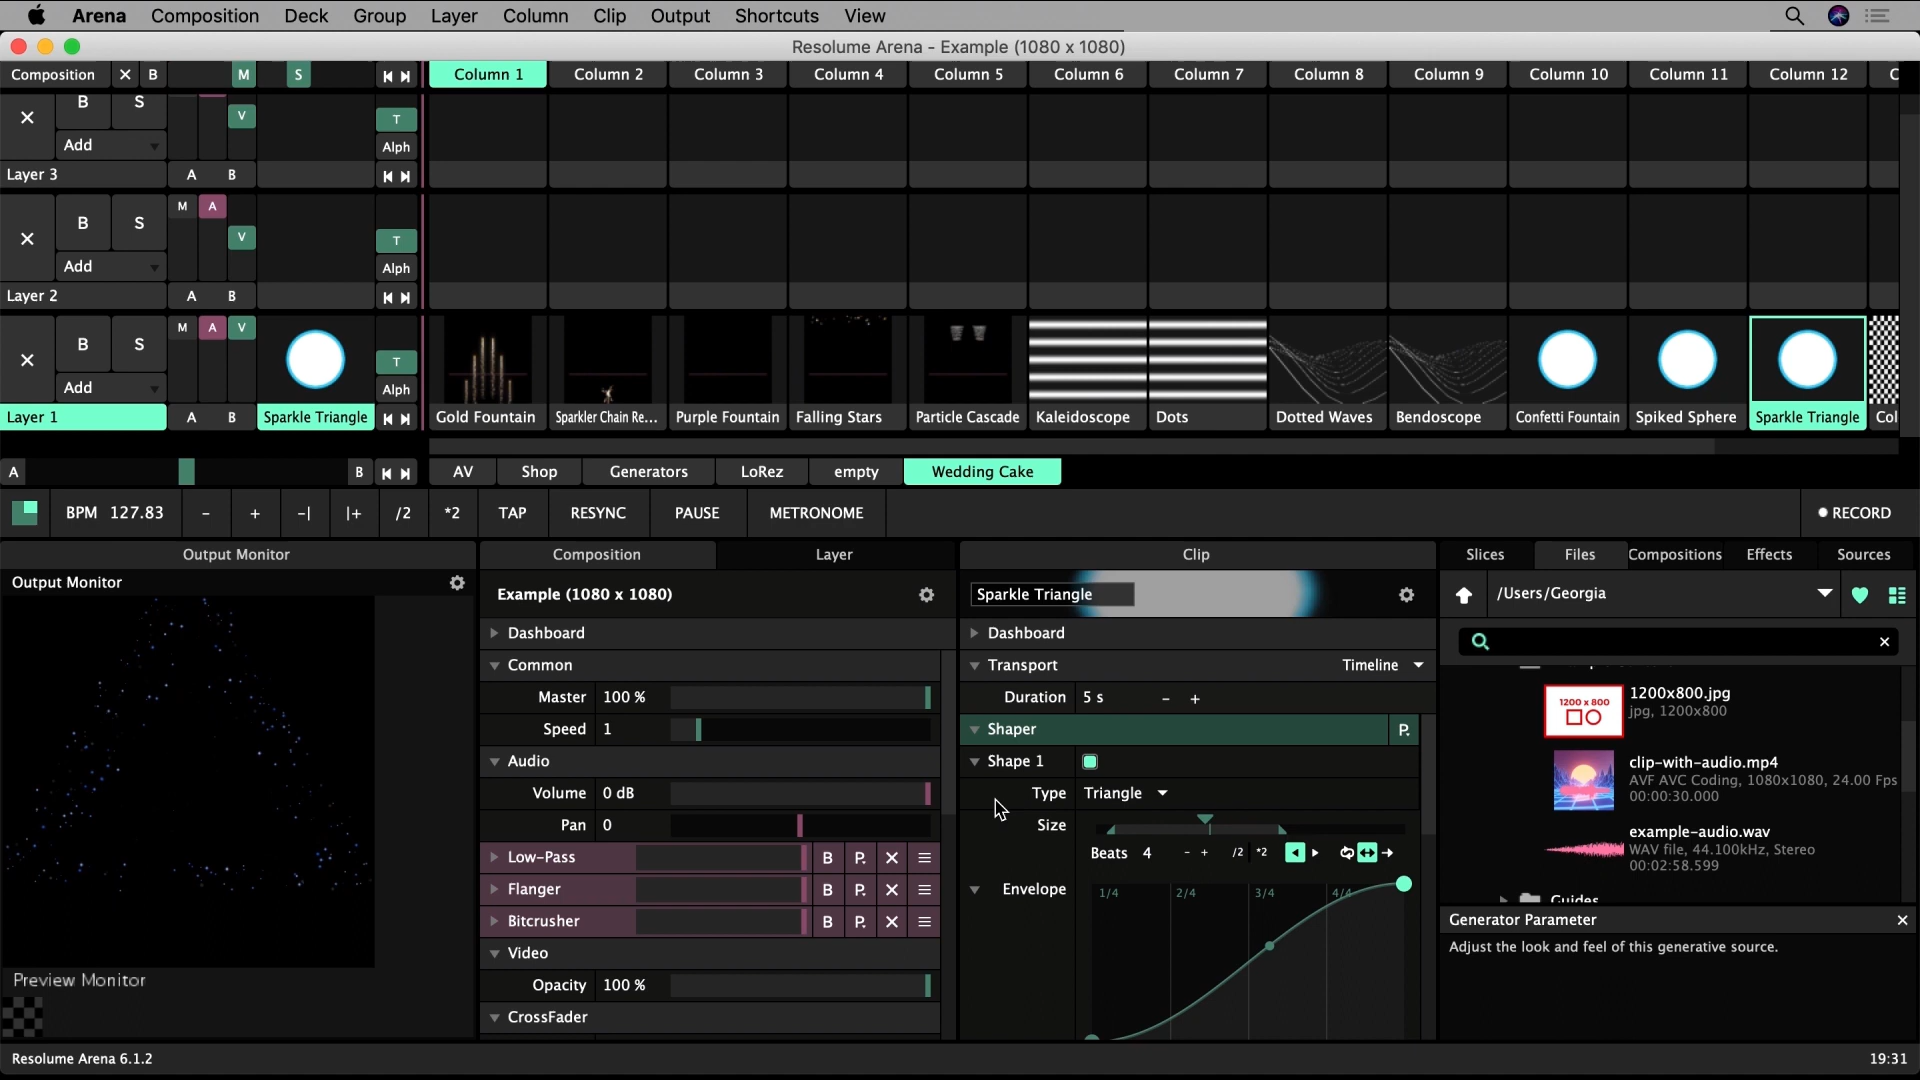 Arena Composition Deck Group Layer Column Clip Output Shortcuts View
Resolume Arena - Example (1080 x 1080)
Composition X B M S Column 1 Column 2 Column 3 Column 4 Column 5 Column 6 Column 7 Column 8 Column 9 Column 10 Column 11 Column 12 C
B S V T
Add Alph
Layer 3 A B
M A
B S V T
Add Alph
Layer 2 A B
M A V
B S T
Add Alph
Layer 1 A B Sparkle Triangle Gold Fountain Sparkler Chain Re... Purple Fountain Falling Stars Particle Cascade Kaleidoscope Dots Dotted Waves Bendoscope Confetti Fountain Spiked Sphere Sparkle Triangle Col
A B AV Shop Generators LoRez empty Wedding Cake
BPM 127.83 - + -| |+ /2 *2 TAP RESYNC PAUSE METRONOME RECORD
Output Monitor Composition Layer Clip Slices Files Compositions Effects Sources
Output Monitor
Preview Monitor
Example (1080 x 1080)
Dashboard
Common
Master 100 %
Speed 1
Audio
Volume 0 dB
Pan 0
Low-Pass B P. X
Flanger B P. X
Bitcrusher B P. X
Video
Opacity 100 %
CrossFader
Sparkle Triangle
Dashboard
Transport Timeline
Duration 5 s - +
Shaper P.
Shape 1
Type Triangle
Size
Beats 4 - + /2 *2
Envelope 1/4 2/4 3/4 4/4
/Users/Georgia
1200 x 800
1200x800.jpg
jpg, 1200x800
clip-with-audio.mp4
AVF AVC Coding, 1080x1080, 24.00 Fps
00:00:30.000
example-audio.wav
WAV file, 44.100kHz, Stereo
00:02:58.599
Guides
Generator Parameter
Adjust the look and feel of this generative source.
Resolume Arena 6.1.2 19:31